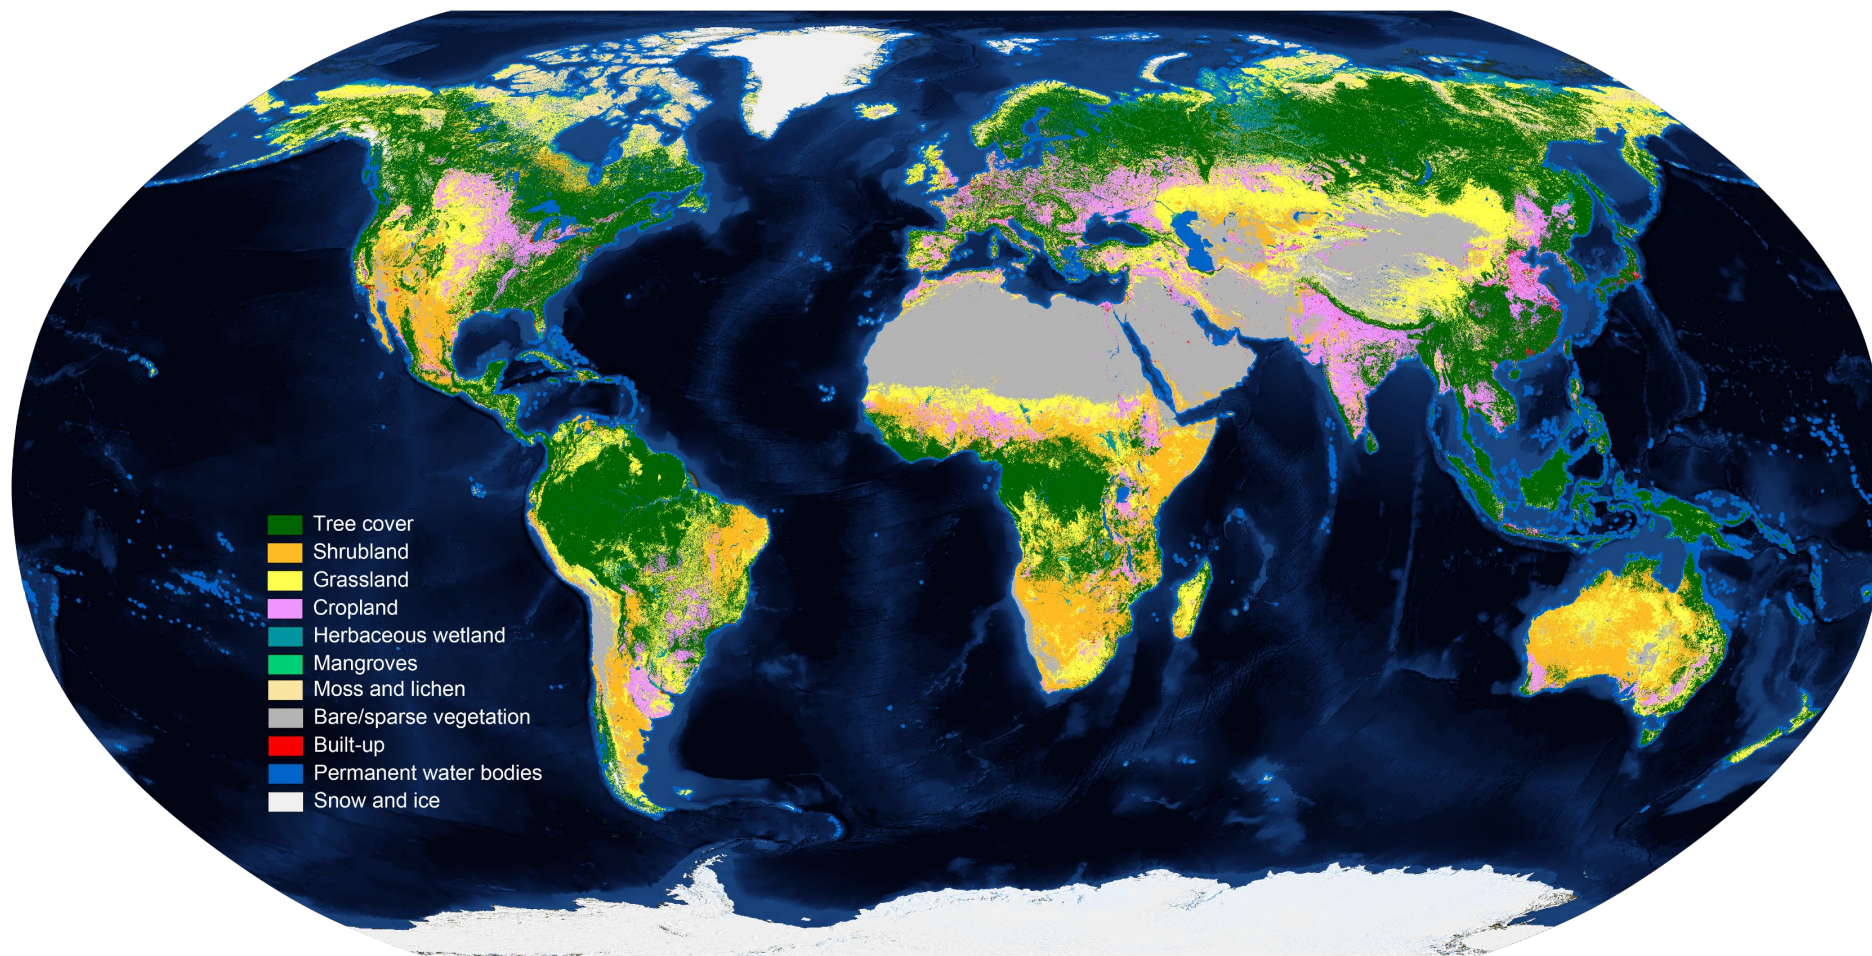 Tree cover
Shrubland
Grassland
Cropland
Herbaceous wetland
Mangroves
Moss and lichen
Bare/sparse vegetation
Built-up
Permanent water bodies
Snow and ice